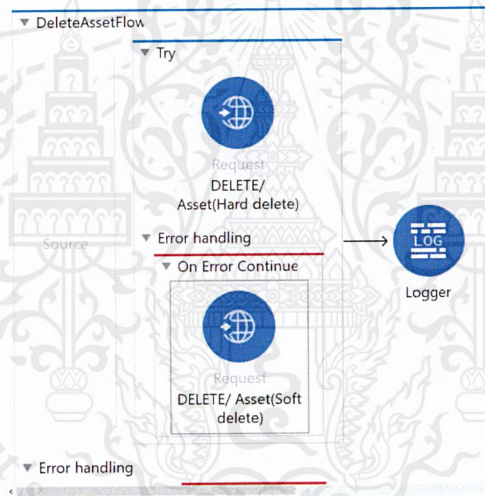 DeleteAssetFlow
Try
Request
DELETE/
Asset(Hard delete)
Error handling
Source
LOG
On Error Continue
Logger
Request
DELETE/ Asset(Soft
delete)
Error handling